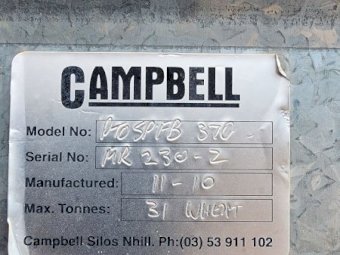 CAMPBELL
Model No: HOSPFB 370
Serial No: MR 230-2
Manufactured: 11-10
Max. Tonnes: 31 WHEAT
Campbell Silos Nhill. Ph:(03) 53 911 102